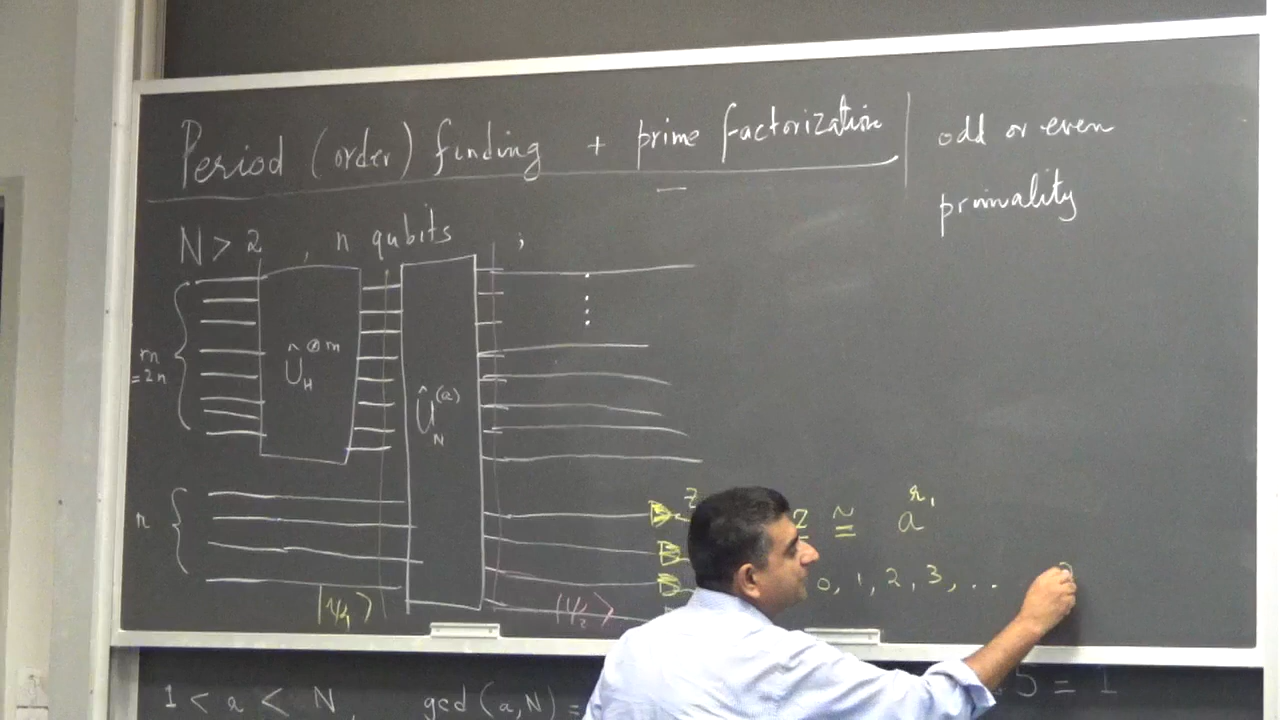 Period (order) finding + prime factorization
odd or even
primality
N > 2 , n qubits ;
m = 2n
Û_H^{⊗m}
Û_N^{(a)}
n
|ψ₁⟩
|ψ₂⟩
z
z ≅ a^{r₁}
0, 1, 2, 3, ...
1 < a < N, gcd (a,N) =
5 = 1